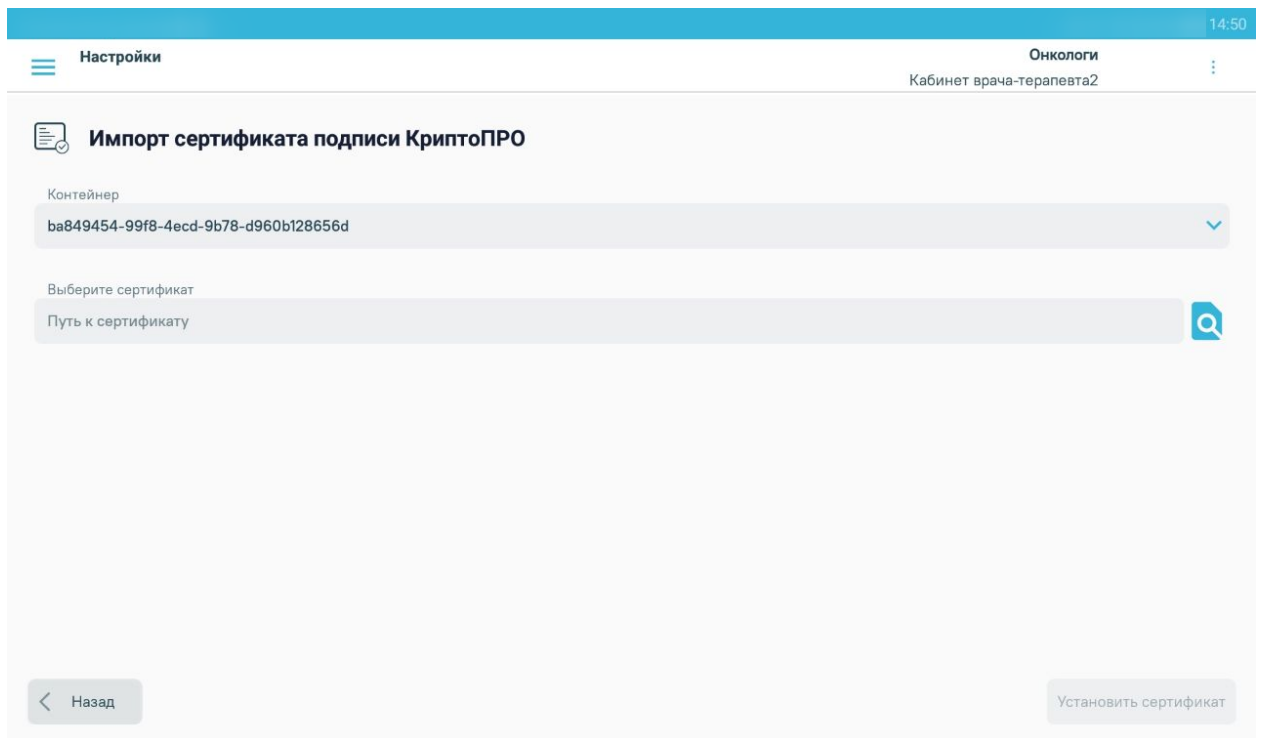 14:50
Настройки
Онкологи
Кабинет врача-терапевта2
Импорт сертификата подписи КриптоПРО
Контейнер
ba849454-99f8-4ecd-9b78-d960b128656d
Выберите сертификат
Путь к сертификату
Назад
Установить сертификат